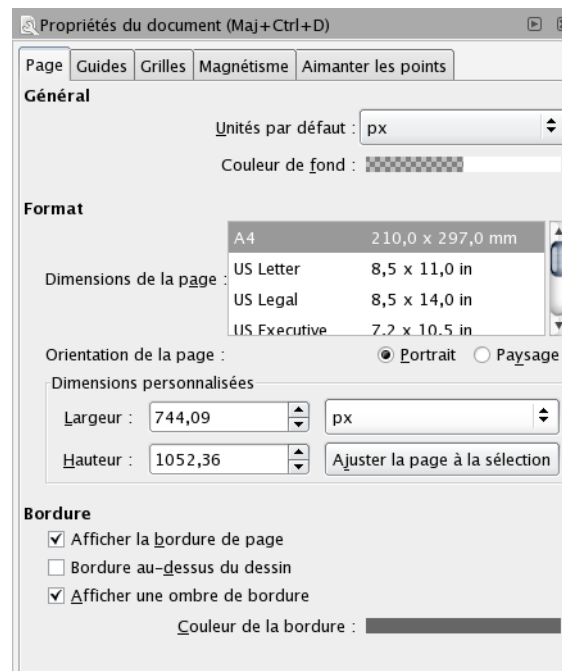 Propriétés du document (Maj+Ctrl+D)
Page Guides Grilles Magnétisme Aimanter les points
Général
Unités par défaut : px
Couleur de fond :
Format
Dimensions de la page :
A4 210,0 x 297,0 mm
US Letter 8,5 x 11,0 in
US Legal 8,5 x 14,0 in
US Executive 7,2 x 10,5 in
Orientation de la page : Portrait Paysage
Dimensions personnalisées
Largeur : 744,09 px
Hauteur : 1052,36 Ajuster la page à la sélection
Bordure
Afficher la bordure de page
Bordure au-dessus du dessin
Afficher une ombre de bordure
Couleur de la bordure :